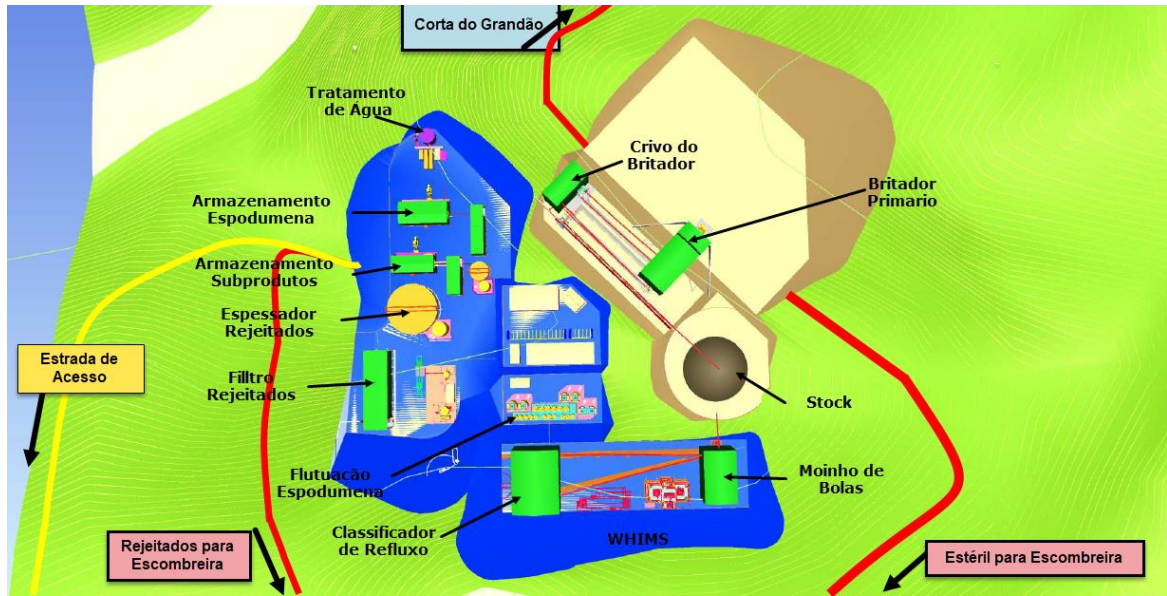 Corta do Grandão
Tratamento
de Água
Crivo do
Britador
Britador
Primario
Armazenamento
Espodumena
Armazenamento
Subprodutos
Espessador
Rejeitados
Estrada de
Acesso
Filltro
Rejeitados
Stock
Flutuacão
Espodumena
Moinho de
Bolas
Classificador
de Refluxo
WHIMS
Rejeitados para
Escombreira
Estéril para Escombreira